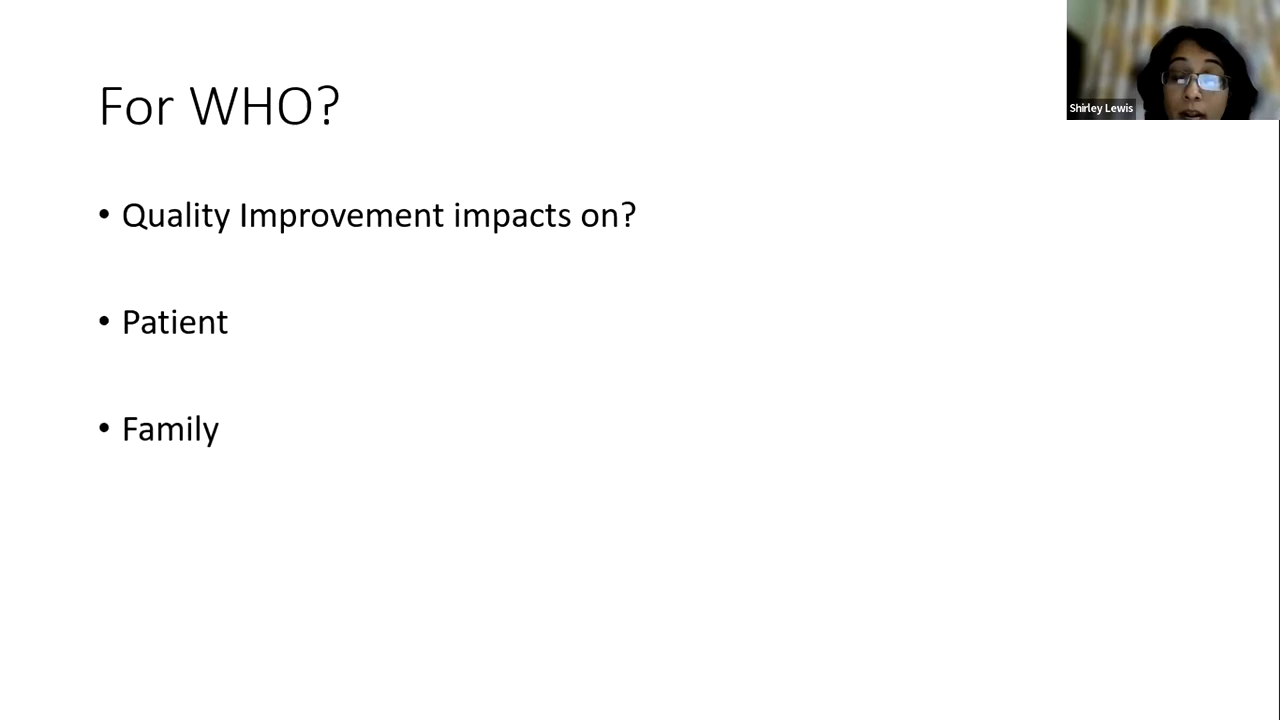 For WHO?
• Quality Improvement impacts on?
• Patient
• Family
Shirley Lewis